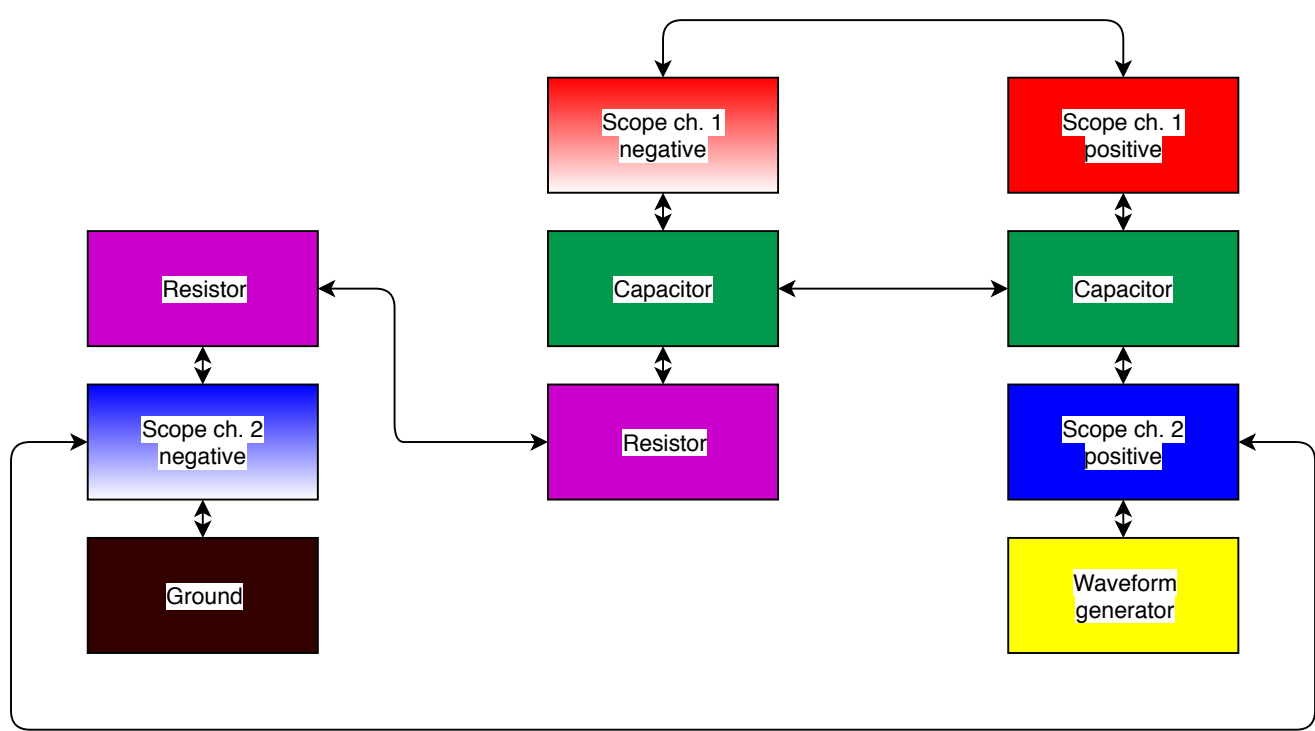 Scope ch. 1
negative
Scope ch. 1
positive
Resistor
Capacitor
Capacitor
Scope ch. 2
negative
Resistor
Scope ch. 2
positive
Ground
Waveform
generator